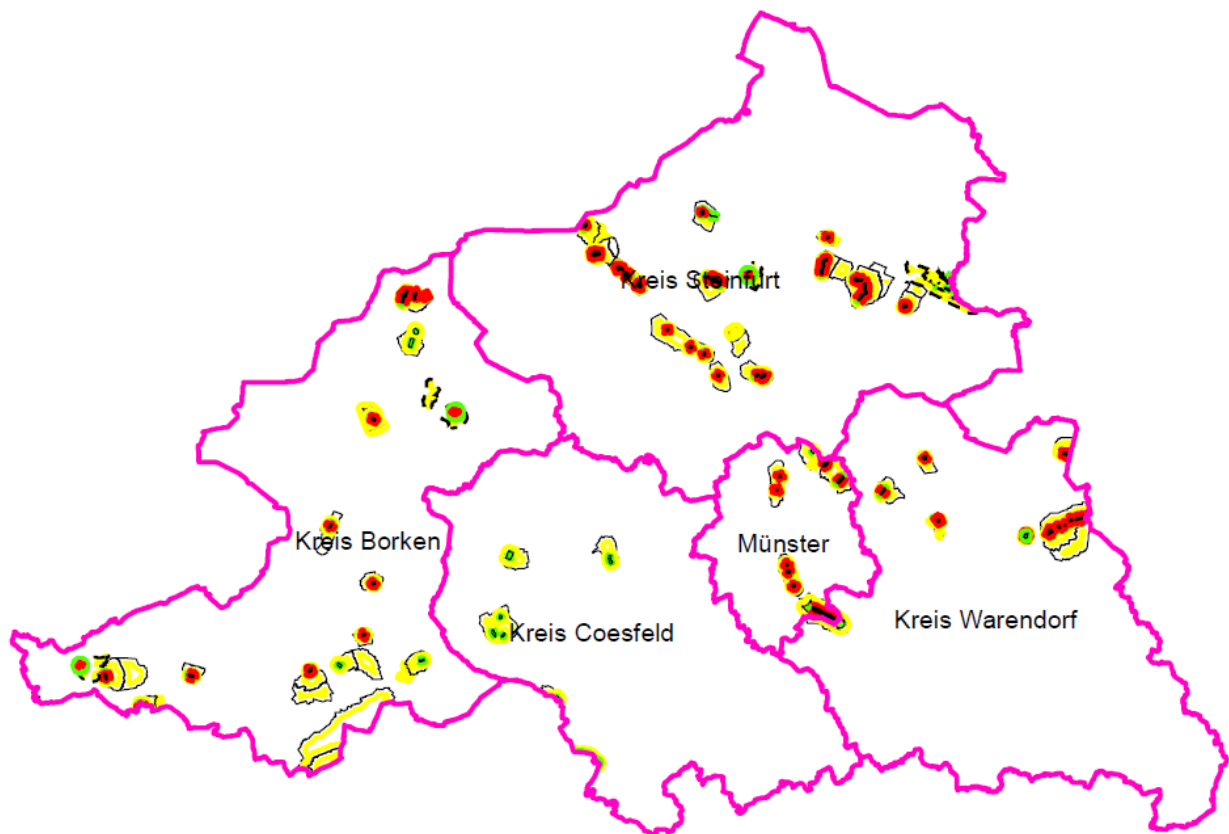 Kreis Steinfurt
Kreis Borken
Münster
Kreis Coesfeld
Kreis Warendorf